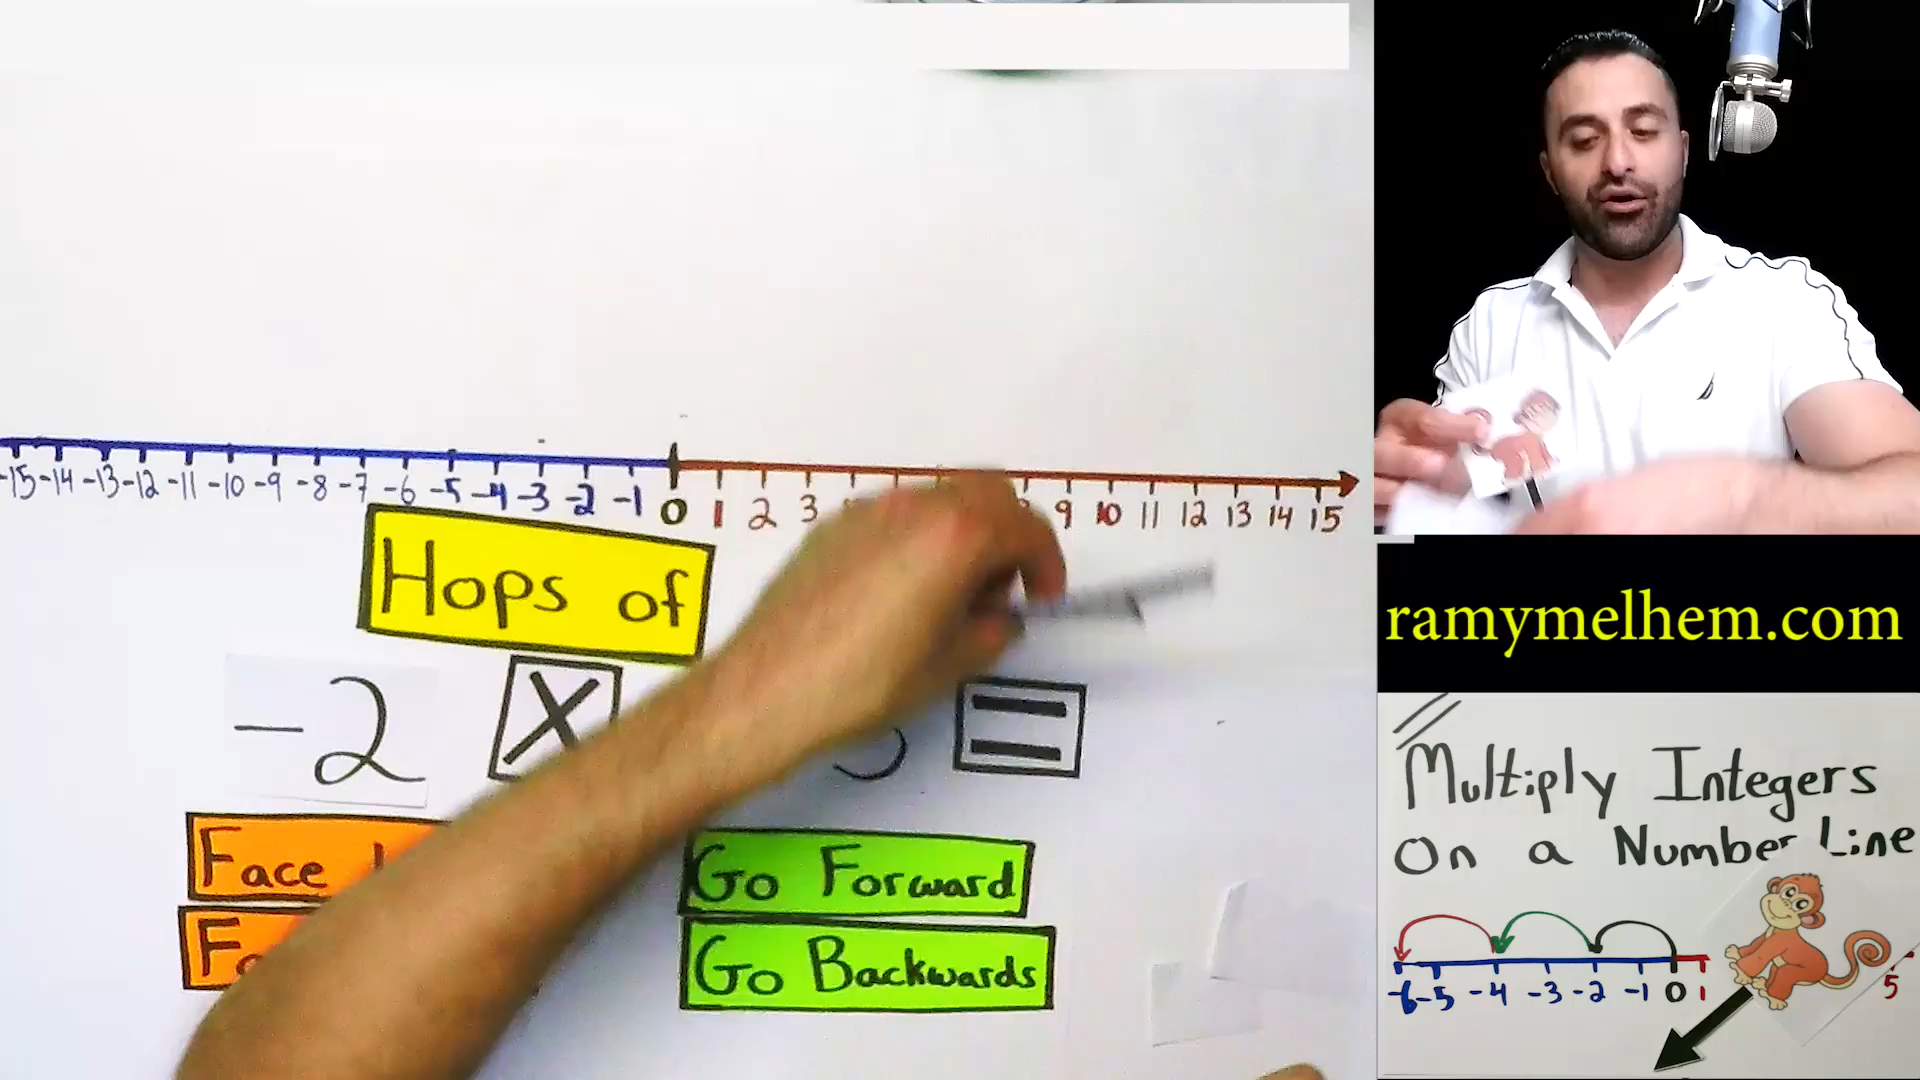 -15 -14 -13 -12 -11 -10 -9 -8 -7 -6 -5 -4 -3 -2 -1 0 1 2 3 9 10 11 12 13 14 15
Hops of
-2 X =
Face
Go Forward
Go Backwards
ramymelhem.com
Multiply Integers
On a Number Line
-6 -5 -4 -3 -2 -1 0 1 5